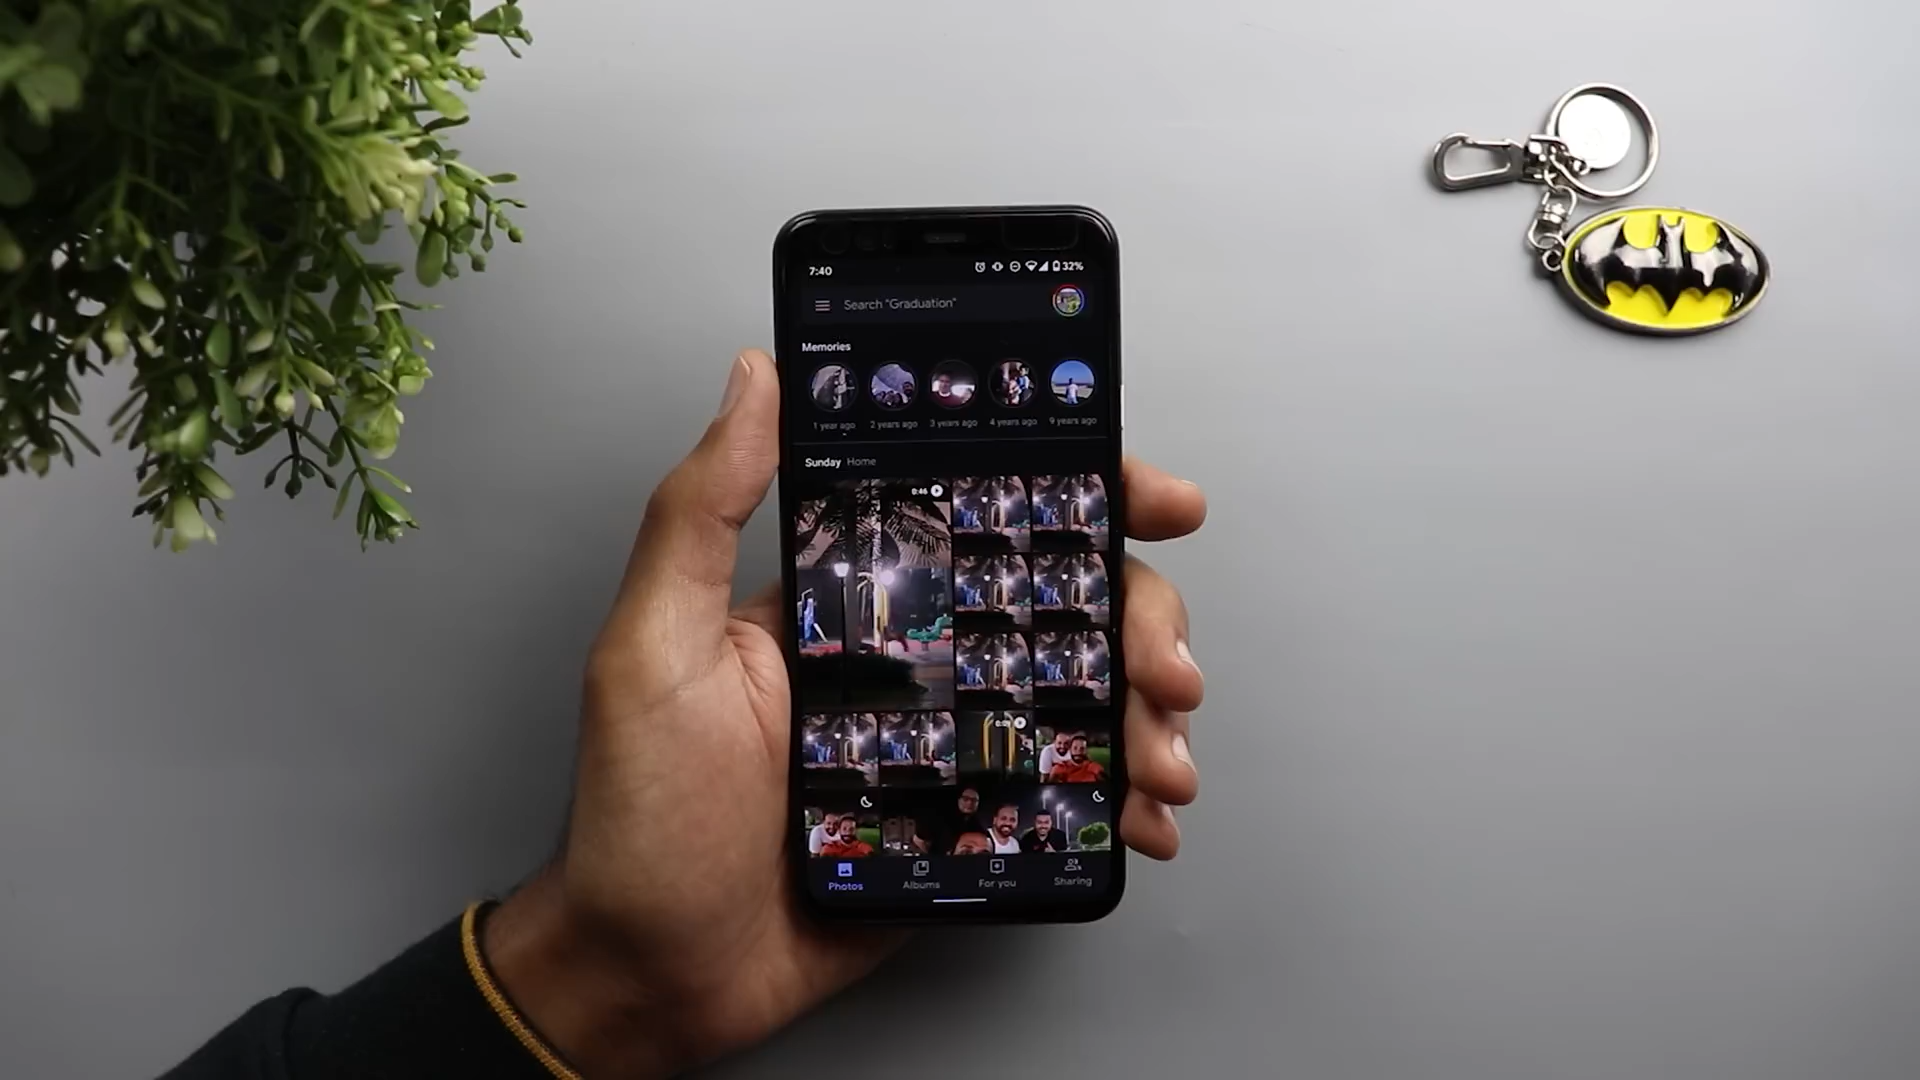 7:40 32%
Search "Graduation"
Memories
1 year ago 2 years ago 3 years ago 4 years ago 9 years ago
Sunday Home
0:46
Photos Albums For you Sharing